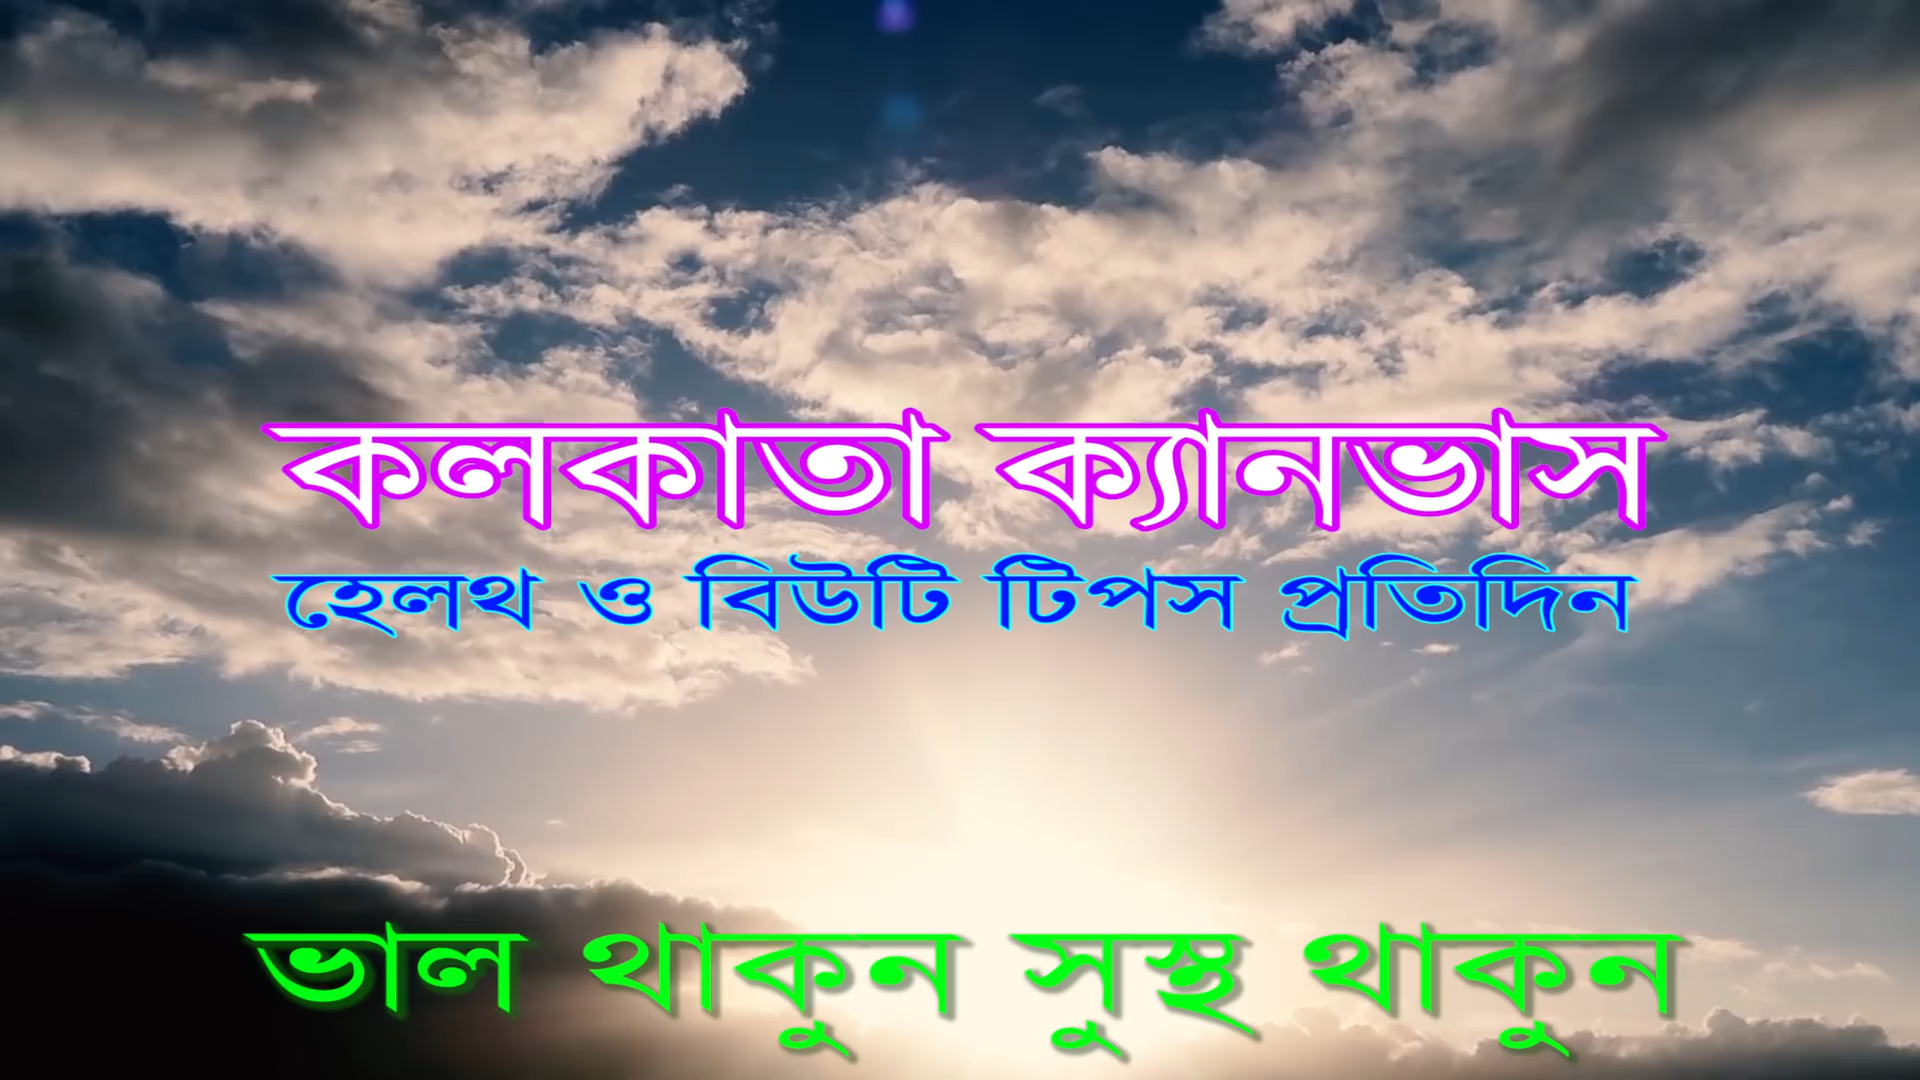 কলকাতা ক্যানভাস
হেলথ ও বিউটি টিপস প্রতিদিন
ভাল থাকুন সুস্থ থাকুন